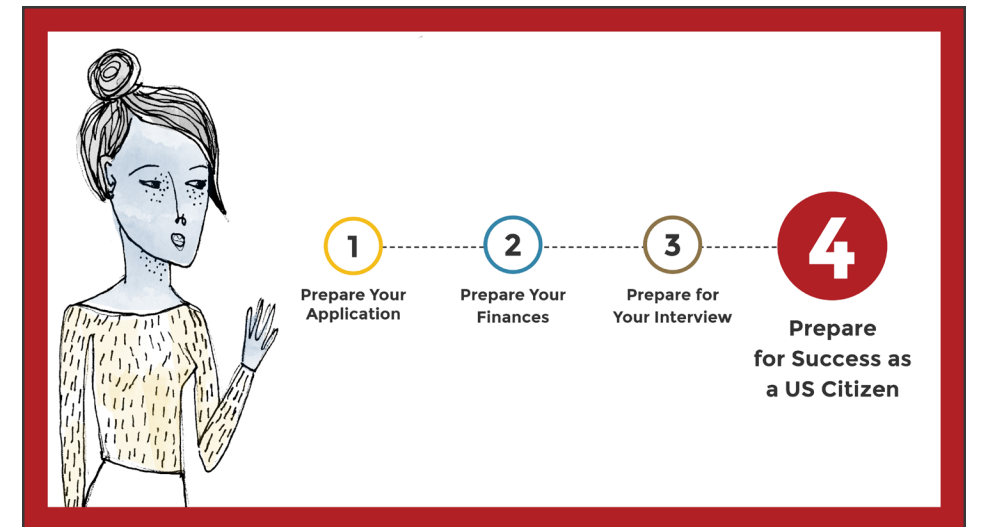 1
Prepare Your
Application
2
Prepare Your
Finances
3
Prepare for
Your Interview
4
Prepare
for Success as
a US Citizen